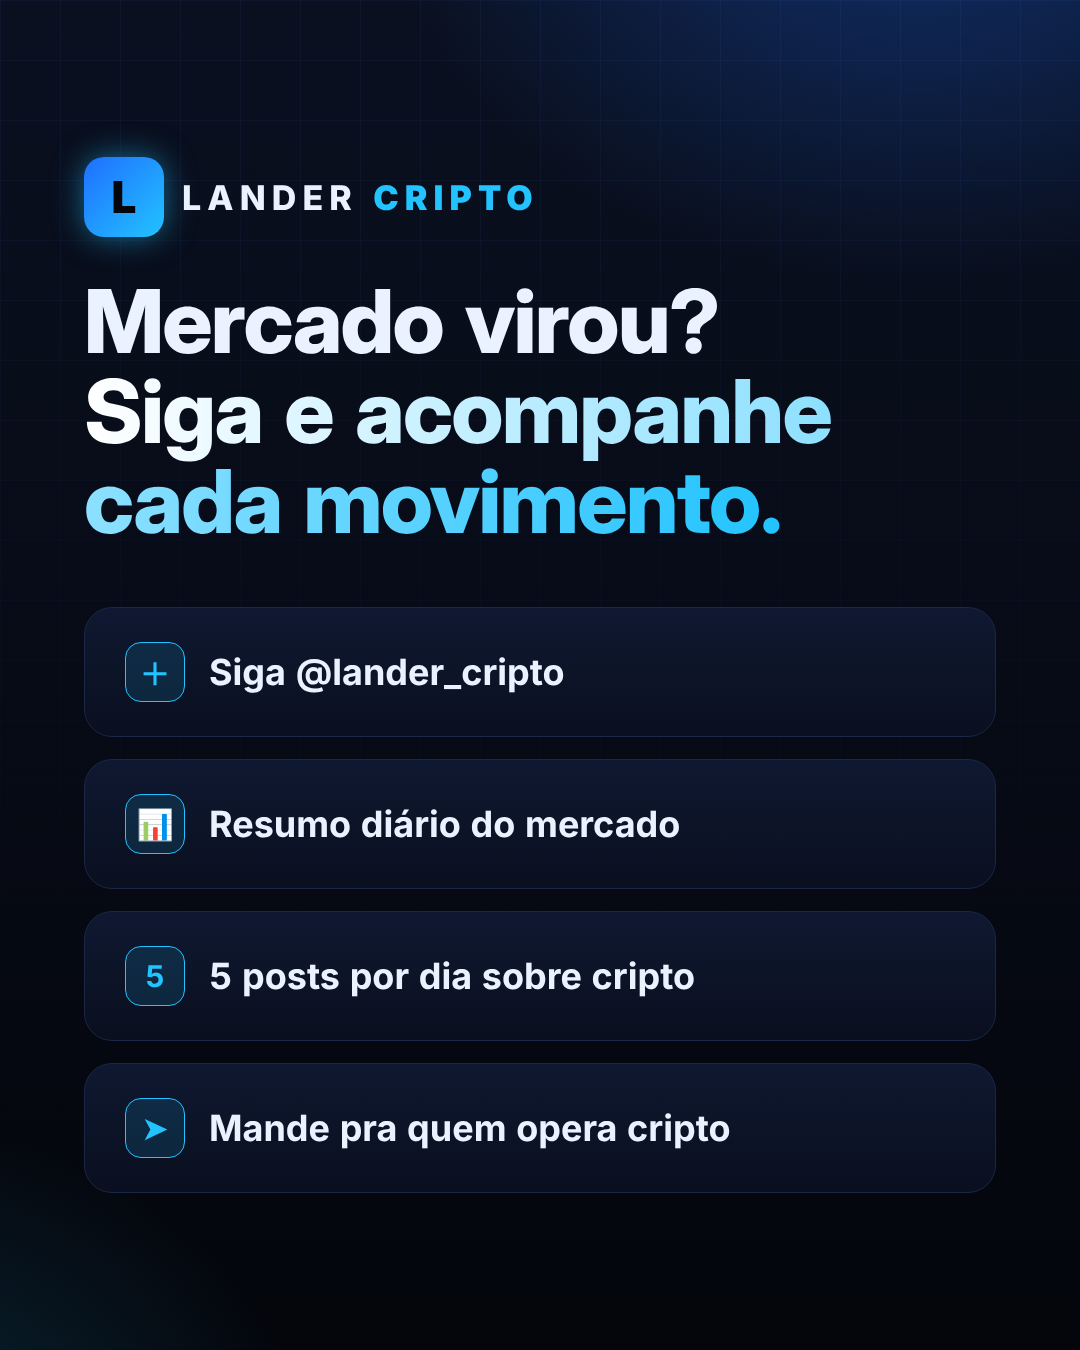 L
LANDER CRIPTO
Mercado virou?
Siga e acompanhe
cada movimento.
+ Siga @lander_cripto
📊 Resumo diário do mercado
5 5 posts por dia sobre cripto
➤ Mande pra quem opera cripto